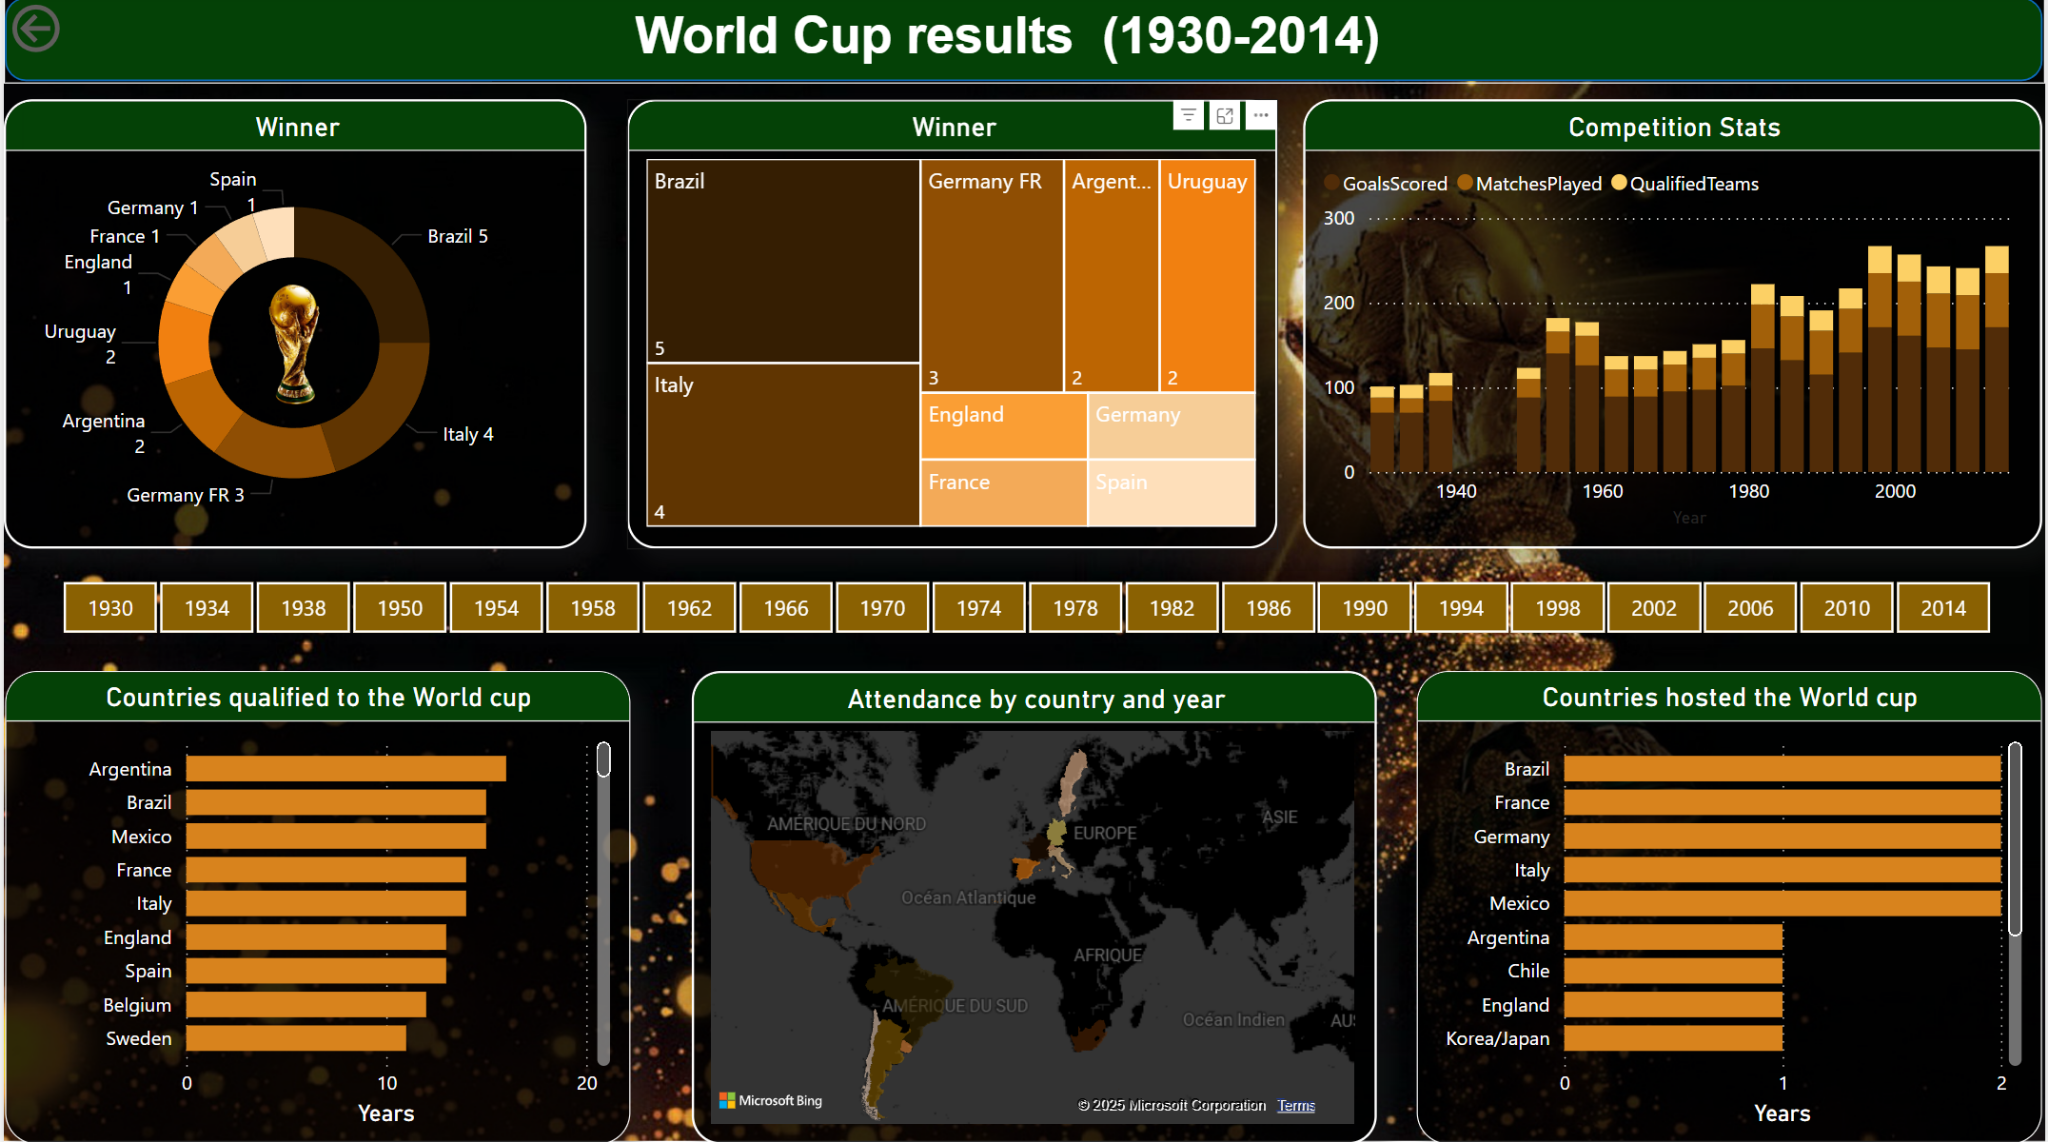 World Cup results (1930-2014)
Winner
Spain
1
Germany 1
France 1
England
1
Uruguay
2
Argentina
2
Germany FR 3
Brazil 5
Italy 4
Winner
Brazil
5
Italy
4
Germany FR
3
Argent...
2
Uruguay
2
England
Germany
France
Spain
Competition Stats
GoalsScored MatchesPlayed QualifiedTeams
300
200
100
0
1940 1960 1980 2000
Year
1930 1934 1938 1950 1954 1958 1962 1966 1970 1974 1978 1982 1986 1990 1994 1998 2002 2006 2010 2014
Countries qualified to the World cup
Argentina
Brazil
Mexico
France
Italy
England
Spain
Belgium
Sweden
0 10 20
Years
Attendance by country and year
AMÉRIQUE DU NORD
EUROPE
ASIE
Océan Atlantique
AFRIQUE
AMÉRIQUE DU SUD
Océan Indien
AUS
Microsoft Bing
© 2025 Microsoft Corporation Terms
Countries hosted the World cup
Brazil
France
Germany
Italy
Mexico
Argentina
Chile
England
Korea/Japan
0 1 2
Years